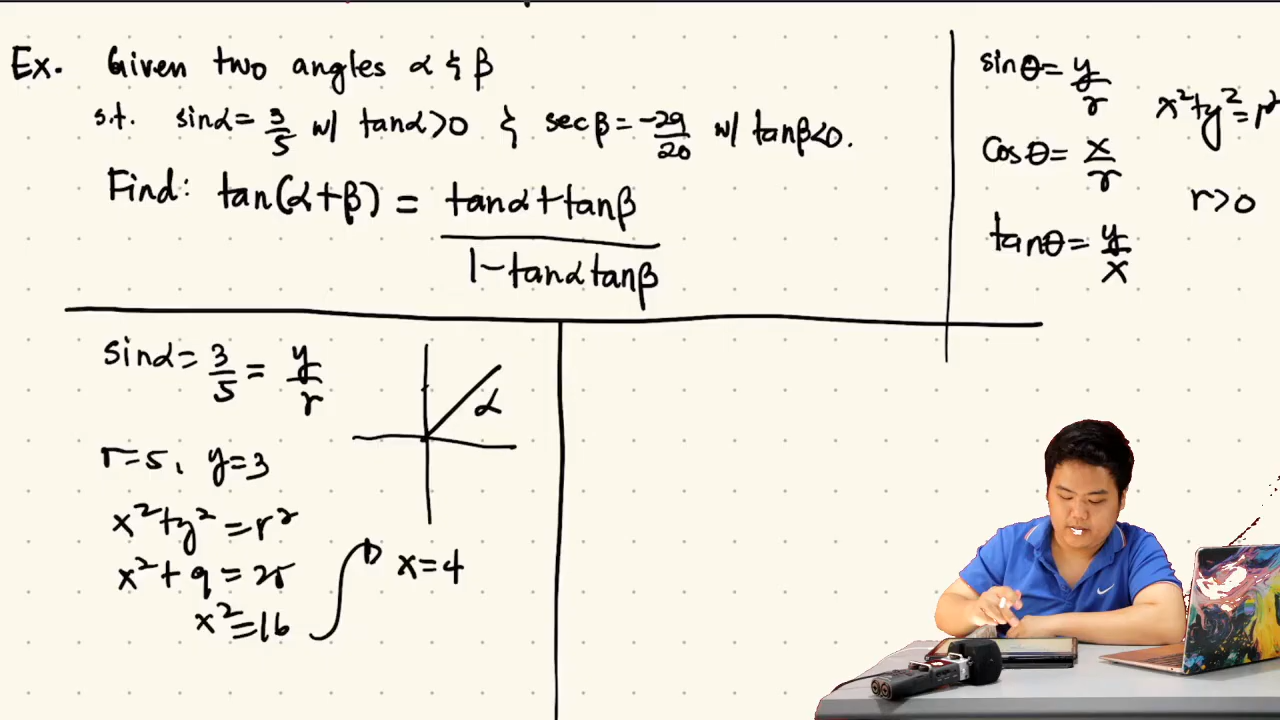 Ex. Given two angles α & β
s.t. sinα = 3/5 w/ tanα>0 & secβ = -29/20 w/ tanβ<0.
Find: tan(α+β) = tanα+tanβ / 1-tanαtanβ
sinθ = y/r
x²+y²=r²
cosθ = x/r
r>0
tanθ = y/x
sinα = 3/5 = y/r
α
r=5, y=3
x²+y²=r²
x²+9=25
x²=16
x=4